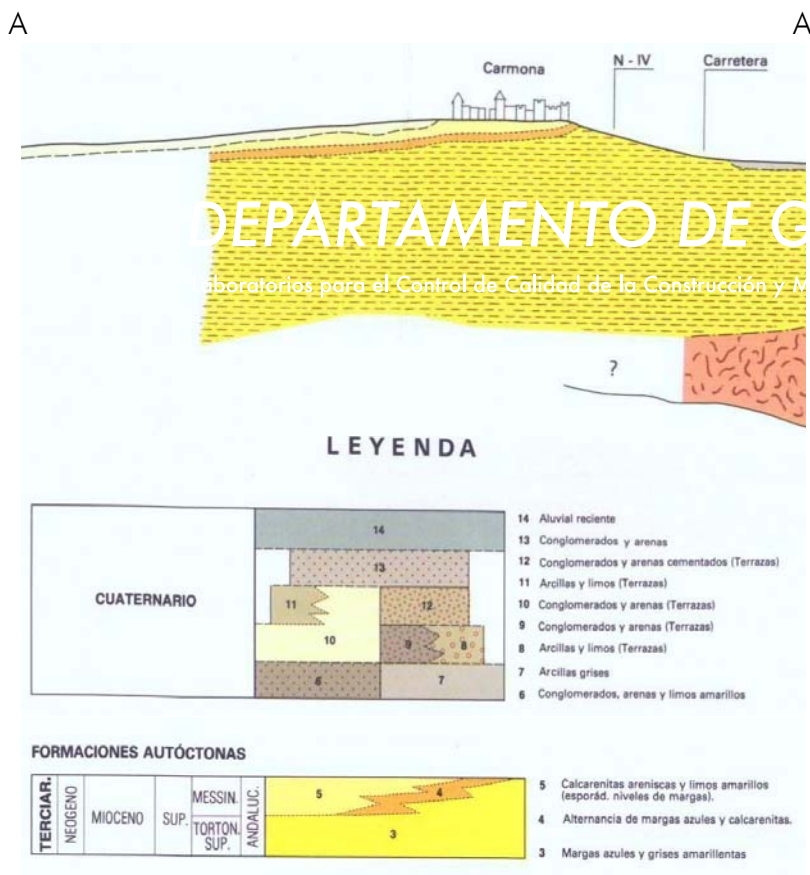 A
A
Carmona
N - IV
Carretera
DEPARTAMENTO DE G
aboratorios para el Control de Calidad de la Construcción y M
?
LEYENDA
CUATERNARIO
14
13
11
12
10
9
8
6
7
14 Aluvial reciente
13 Conglomerados y arenas
12 Conglomerados y arenas cementados (Terrazas)
11 Arcillas y limos (Terrazas)
10 Conglomerados y arenas (Terrazas)
9 Conglomerados y arenas (Terrazas)
8 Arcillas y limos (Terrazas)
7 Arcillas grises
6 Conglomerados, arenas y limos amarillos
FORMACIONES AUTÓCTONAS
TERCIAR.
NEOGENO
MIOCENO
SUP.
MESSIN.
TORTON.
SUP.
ANDALUC.
5
4
3
5 Calcarenitas areniscas y limos amarillos
(esporád. niveles de margas).
4 Alternancia de margas azules y calcarenitas.
3 Margas azules y grises amarillentas